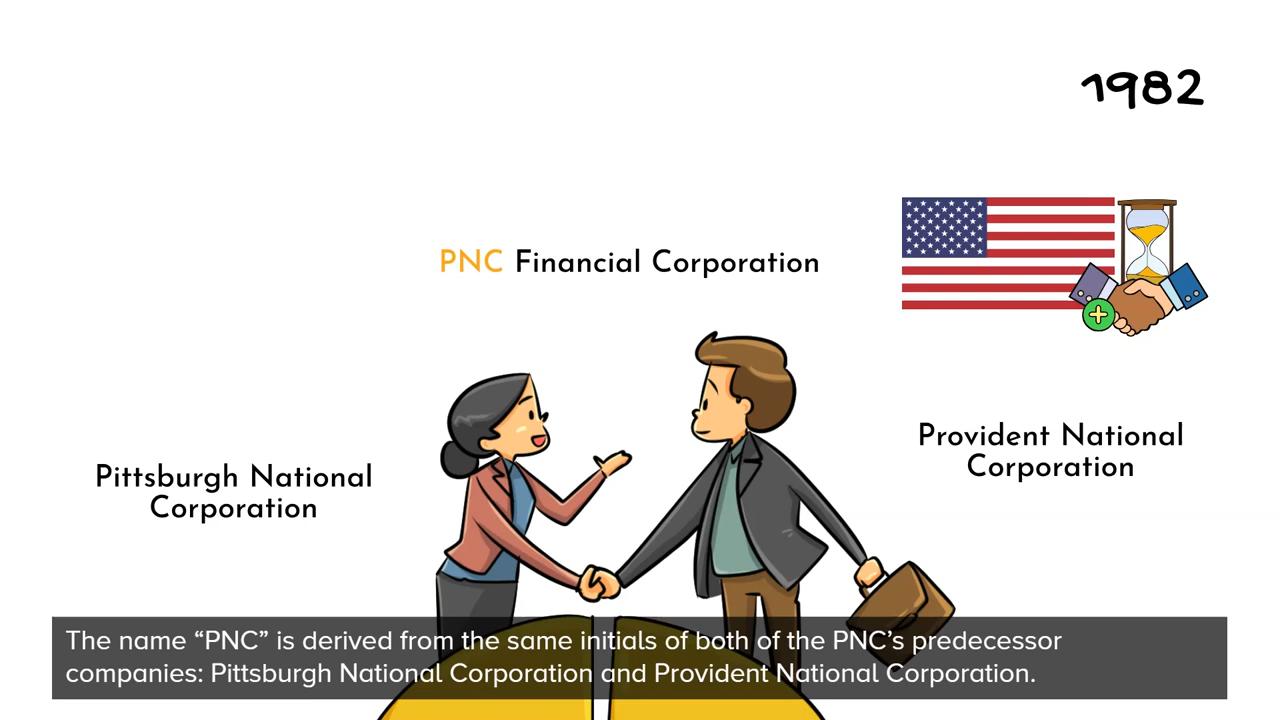 1982
PNC Financial Corporation
Provident National
Corporation
Pittsburgh National
Corporation
The name “PNC” is derived from the same initials of both of the PNC’s predecessor
companies: Pittsburgh National Corporation and Provident National Corporation.